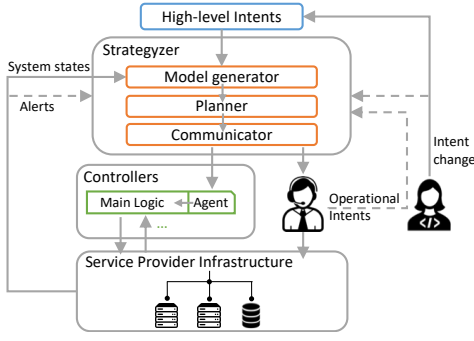 High-level Intents
Strategyzer
System states
Model generator
Alerts
Planner
Communicator
Intent
change
Controllers
Main Logic
Agent
...
Operational
Intents
</>
Service Provider Infrastructure